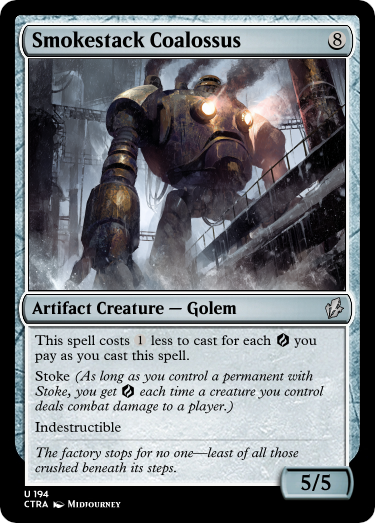 Smokestack Coalossus 8
Artifact Creature — Golem
This spell costs 1 less to cast for each you
pay as you cast this spell.
Stoke (As long as you control a permanent with
Stoke, you get each time a creature you control
deals combat damage to a player.)
Indestructible
The factory stops for no one—least of all those
crushed beneath its steps.
5/5
U 194
CTRA Midjourney